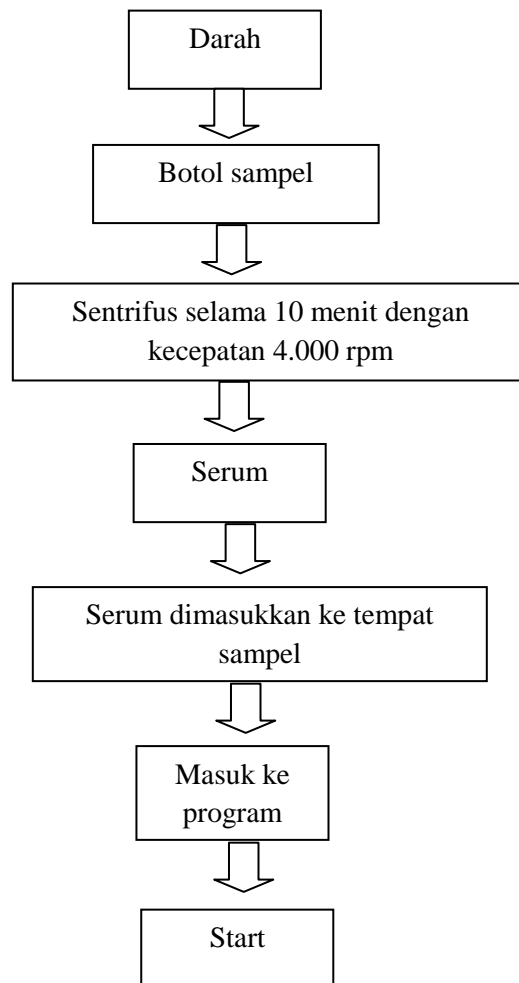 Darah
Botol sampel
Sentrifus selama 10 menit dengan
kecepatan 4.000 rpm
Serum
Serum dimasukkan ke tempat
sampel
Masuk ke
program
Start